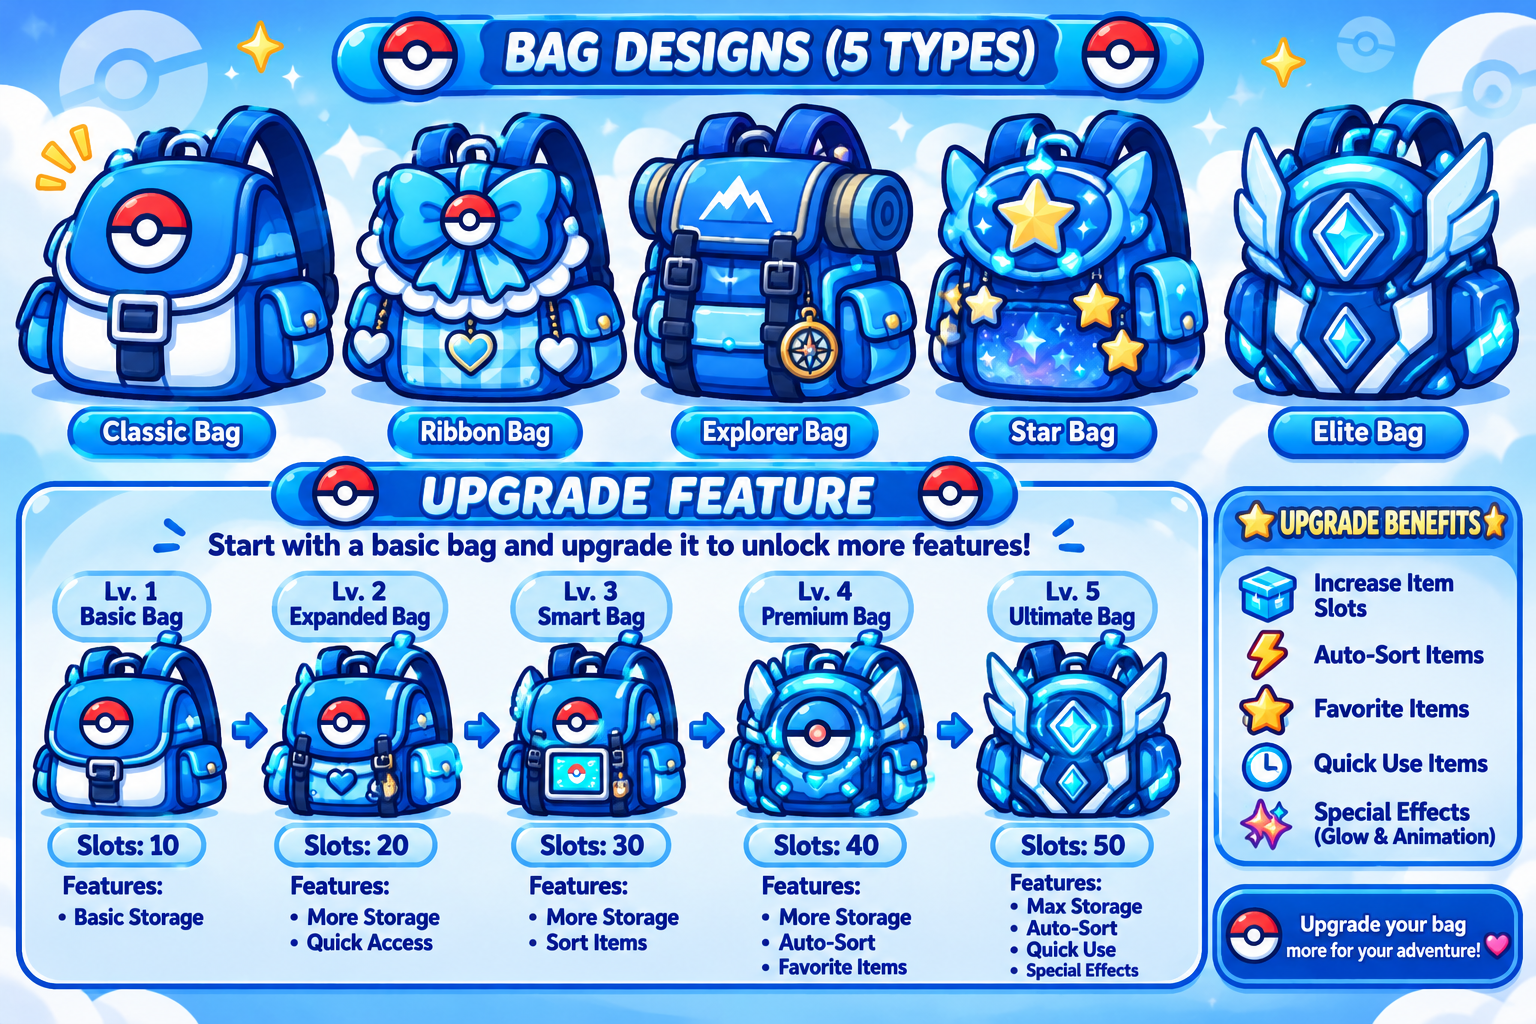 BAG DESIGNS (5 TYPES)
Classic Bag
Ribbon Bag
Explorer Bag
Star Bag
Elite Bag
UPGRADE FEATURE
Start with a basic bag and upgrade it to unlock more features!
Lv. 1
Basic Bag
Lv. 2
Expanded Bag
Lv. 3
Smart Bag
Lv. 4
Premium Bag
Lv. 5
Ultimate Bag
Slots: 10
Slots: 20
Slots: 30
Slots: 40
Slots: 50
Features:
• Basic Storage
Features:
• More Storage
• Quick Access
Features:
• More Storage
• Sort Items
Features:
• More Storage
• Auto-Sort
• Favorite Items
Features:
• Max Storage
• Auto-Sort
• Quick Use
• Special Effects
UPGRADE BENEFITS
Increase Item
Slots
Auto-Sort Items
Favorite Items
Quick Use Items
Special Effects
(Glow & Animation)
Upgrade your bag
more for your adventure!